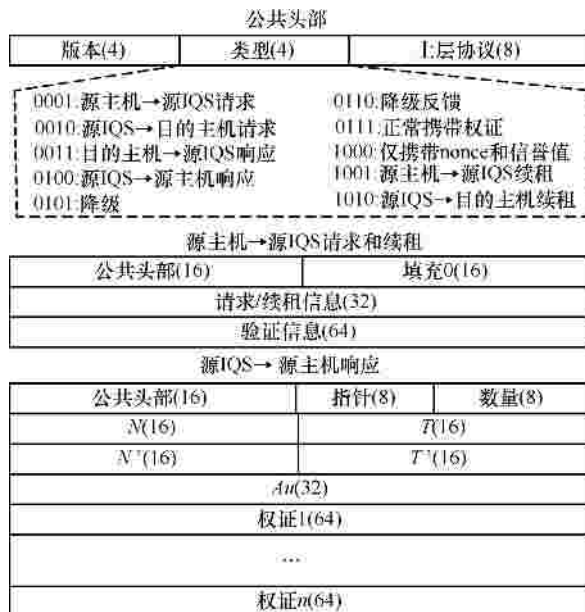 公共头部
版本(4) 类型(4) 上层协议(8)
0001:源主机→源IQS请求 0110:降级反馈
0010:源IQS→目的主机请求 0111:正常携带权证
0011:目的主机→源IQS响应 1000:仅携带nonce和信誉值
0100:源IQS→源主机响应 1001:源主机→源IQS续租
0101:降级 1010:源IQS→目的主机续租
源主机→源IQS请求和续租
公共头部(16) 填充0(16)
请求/续租信息(32)
验证信息(64)
源IQS→ 源主机响应
公共头部(16) 指针(8) 数量(8)
N(16) T(16)
N'(16) T'(16)
Au(32)
权证1(64)
…
权证n(64)